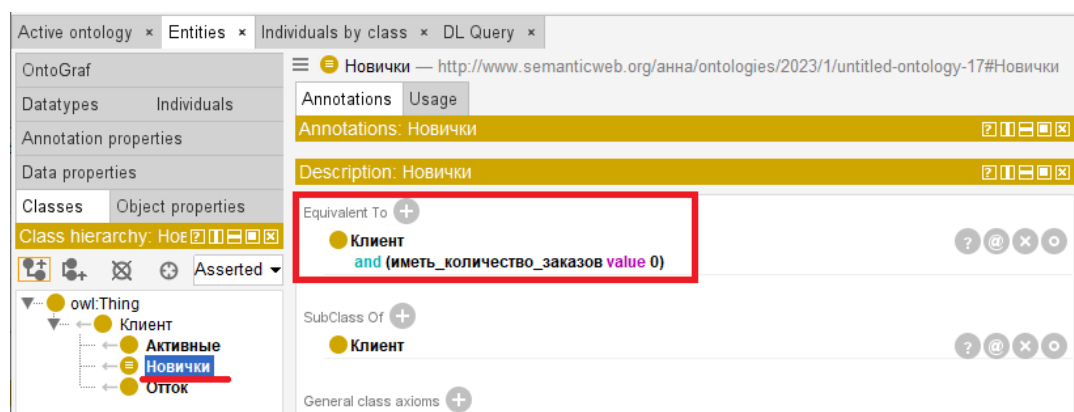 Active ontology × Entities × Individuals by class × DL Query ×
OntoGraf
Datatypes Individuals
Annotation properties
Data properties
Classes Object properties
Class hierarchy: Нов
Asserted
owl:Thing
Клиент
Активные
Новички
Отток
Новички — http://www.semanticweb.org/анна/ontologies/2023/1/untitled-ontology-17#Новички
Annotations Usage
Annotations: Новички
Description: Новички
Equivalent To
Клиент
and (иметь_количество_заказов value 0)
SubClass Of
Клиент
General class axioms